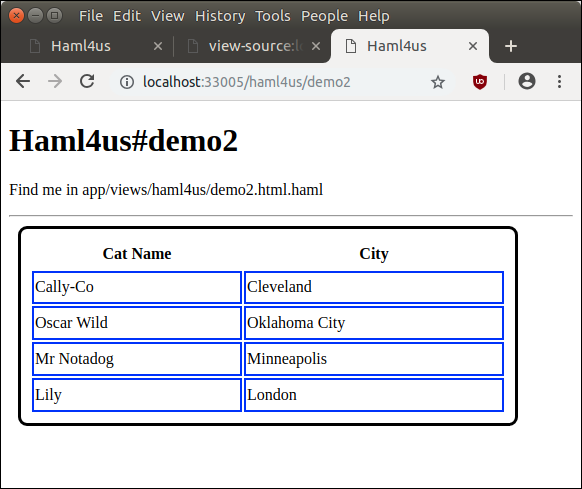 File Edit View History Tools People Help
Haml4us view-source:l Haml4us
localhost:33005/haml4us/demo2
Haml4us#demo2
Find me in app/views/haml4us/demo2.html.haml
Cat Name City
Cally-Co Cleveland
Oscar Wild Oklahoma City
Mr Notadog Minneapolis
Lily London